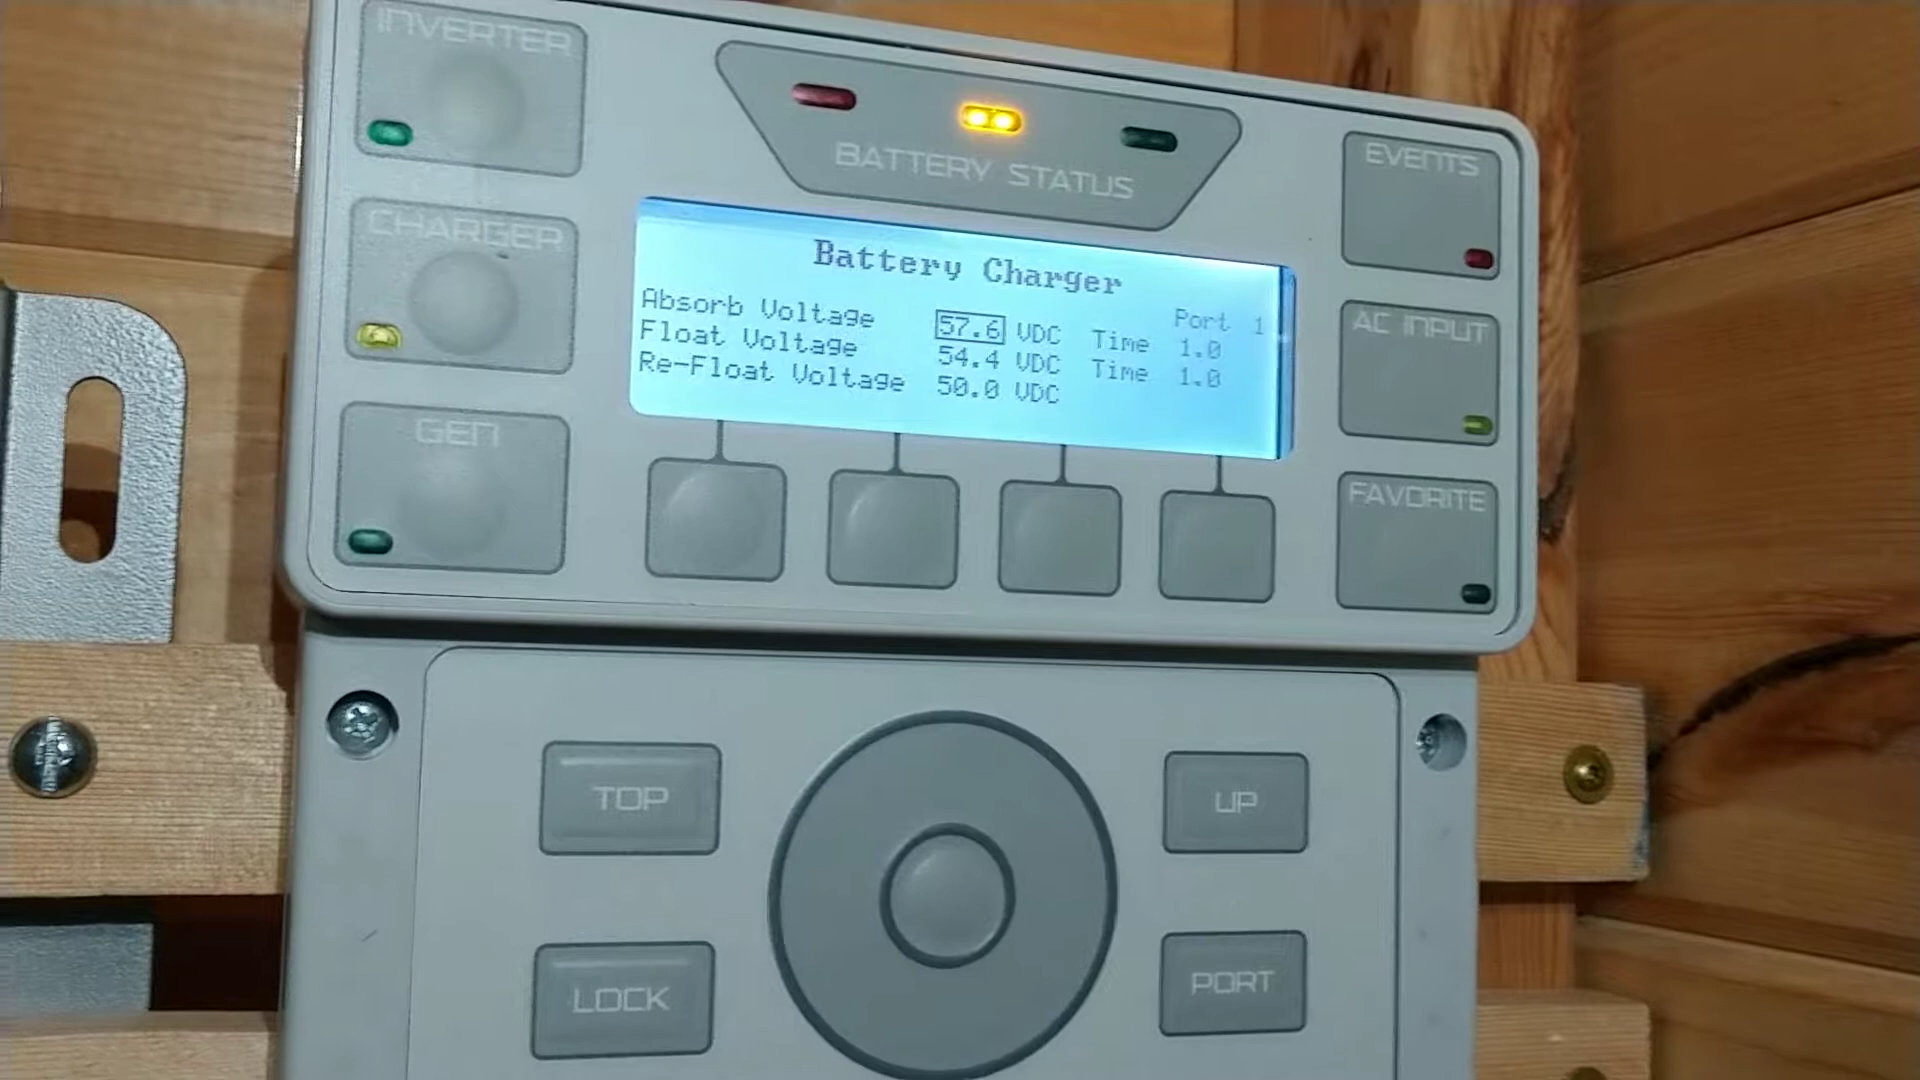 INVERTER
BATTERY STATUS
EVENTS
CHARGER
Battery Charger
Port 1
Absorb Voltage 57.6 VDC Time 1.0
Float Voltage 54.4 VDC Time 1.0
Re-Float Voltage 50.0 VDC
AC INPUT
GEN
FAVORITE
TOP
UP
LOCK
PORT